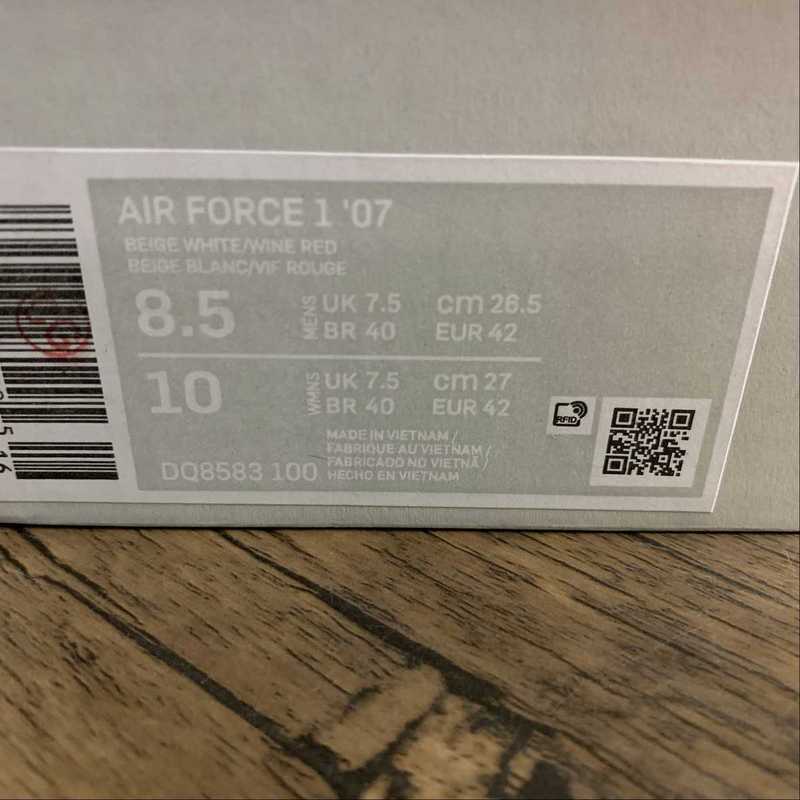 AIR FORCE 1 '07
BEIGE WHITE/WINE RED
BEIGE BLANC/VIF ROUGE
8.5 MENS UK 7.5 cm 26.5
BR 40 EUR 42
10 WMNS UK 7.5 cm 27
BR 40 EUR 42
RFID
MADE IN VIETNAM /
FABRIQUE AU VIETNAM /
FABRICADO NO VIETNÃ /
HECHO EN VIETNAM
DQ8583 100